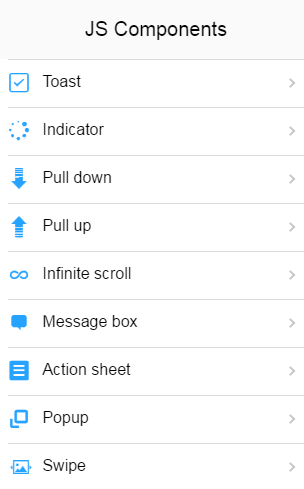 JS Components
Toast
Indicator
Pull down
Pull up
Infinite scroll
Message box
Action sheet
Popup
Swipe